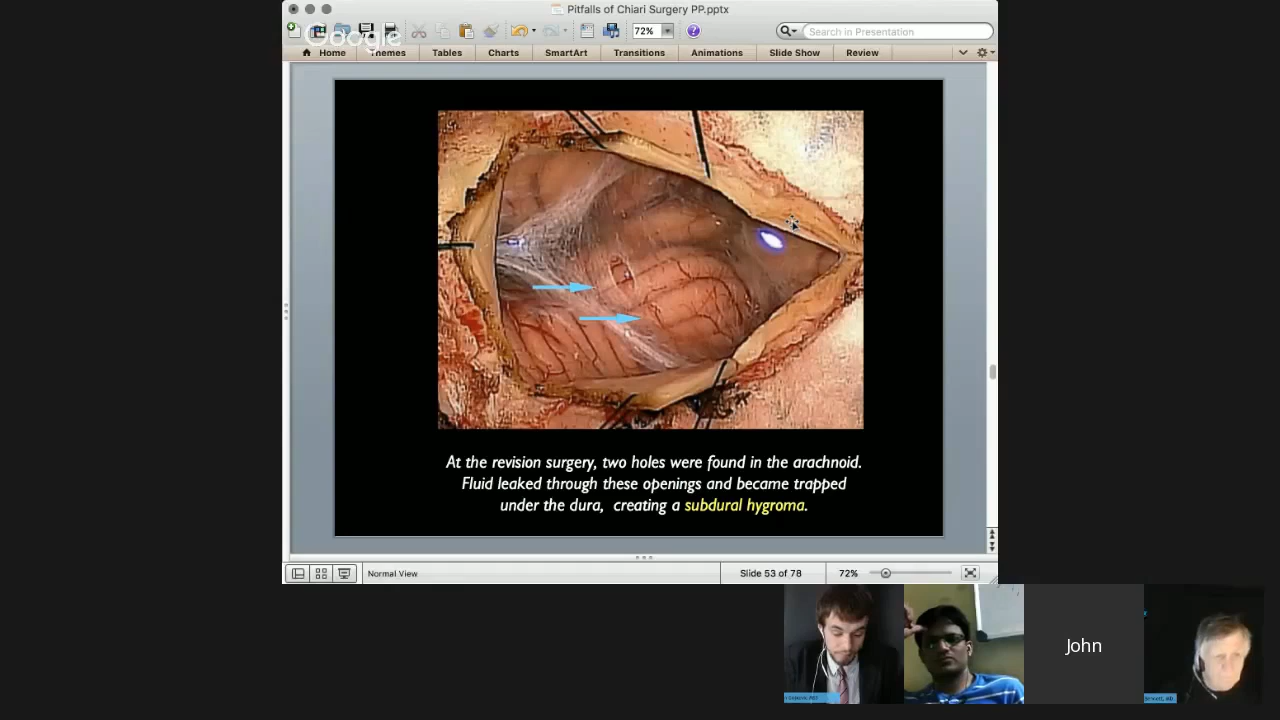 Pitfalls of Chiari Surgery PP.pptx
Google
72%
Search in Presentation
Home Themes Tables Charts SmartArt Transitions Animations Slide Show Review
At the revision surgery, two holes were found in the arachnoid.
Fluid leaked through these openings and became trapped
under the dura, creating a subdural hygroma.
Normal View
Slide 53 of 78
72%
John